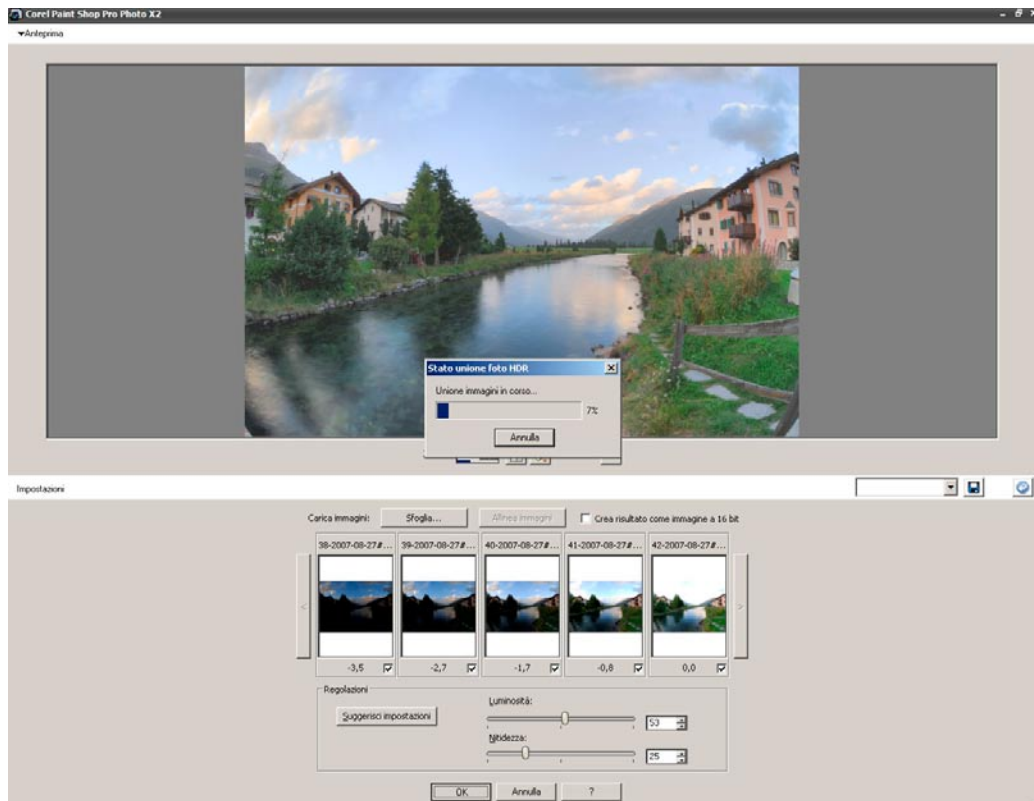 Corel Paint Shop Pro Photo X2
Anteprima
Stato unione foto HDR
Unione immagini in corso...
7%
Annulla
Impostazioni
Carica immagini: Sfoglia... Allinea immagini Crea risultato come immagine a 16 bit
38-2007-08-27#... 39-2007-08-27#... 40-2007-08-27#... 41-2007-08-27#... 42-2007-08-27#...
< >
-3,5 -2,7 -1,7 -0,8 0,0
Regolazioni
Suggerisci impostazioni
Luminosità:
53
Nitidezza:
25
OK Annulla ?